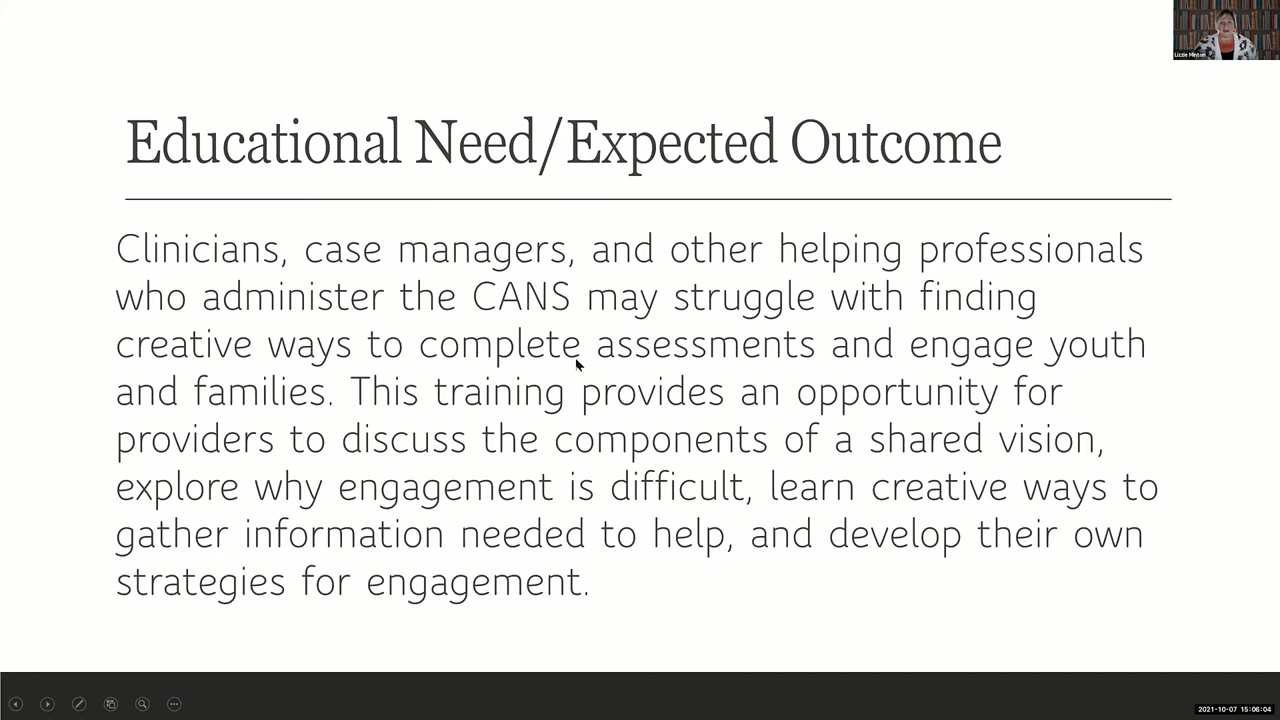 Lizzie Minton
Educational Need/Expected Outcome
Clinicians, case managers, and other helping professionals
who administer the CANS may struggle with finding
creative ways to complete assessments and engage youth
and families. This training provides an opportunity for
providers to discuss the components of a shared vision,
explore why engagement is difficult, learn creative ways to
gather information needed to help, and develop their own
strategies for engagement.
2021-10-07 15:06:04